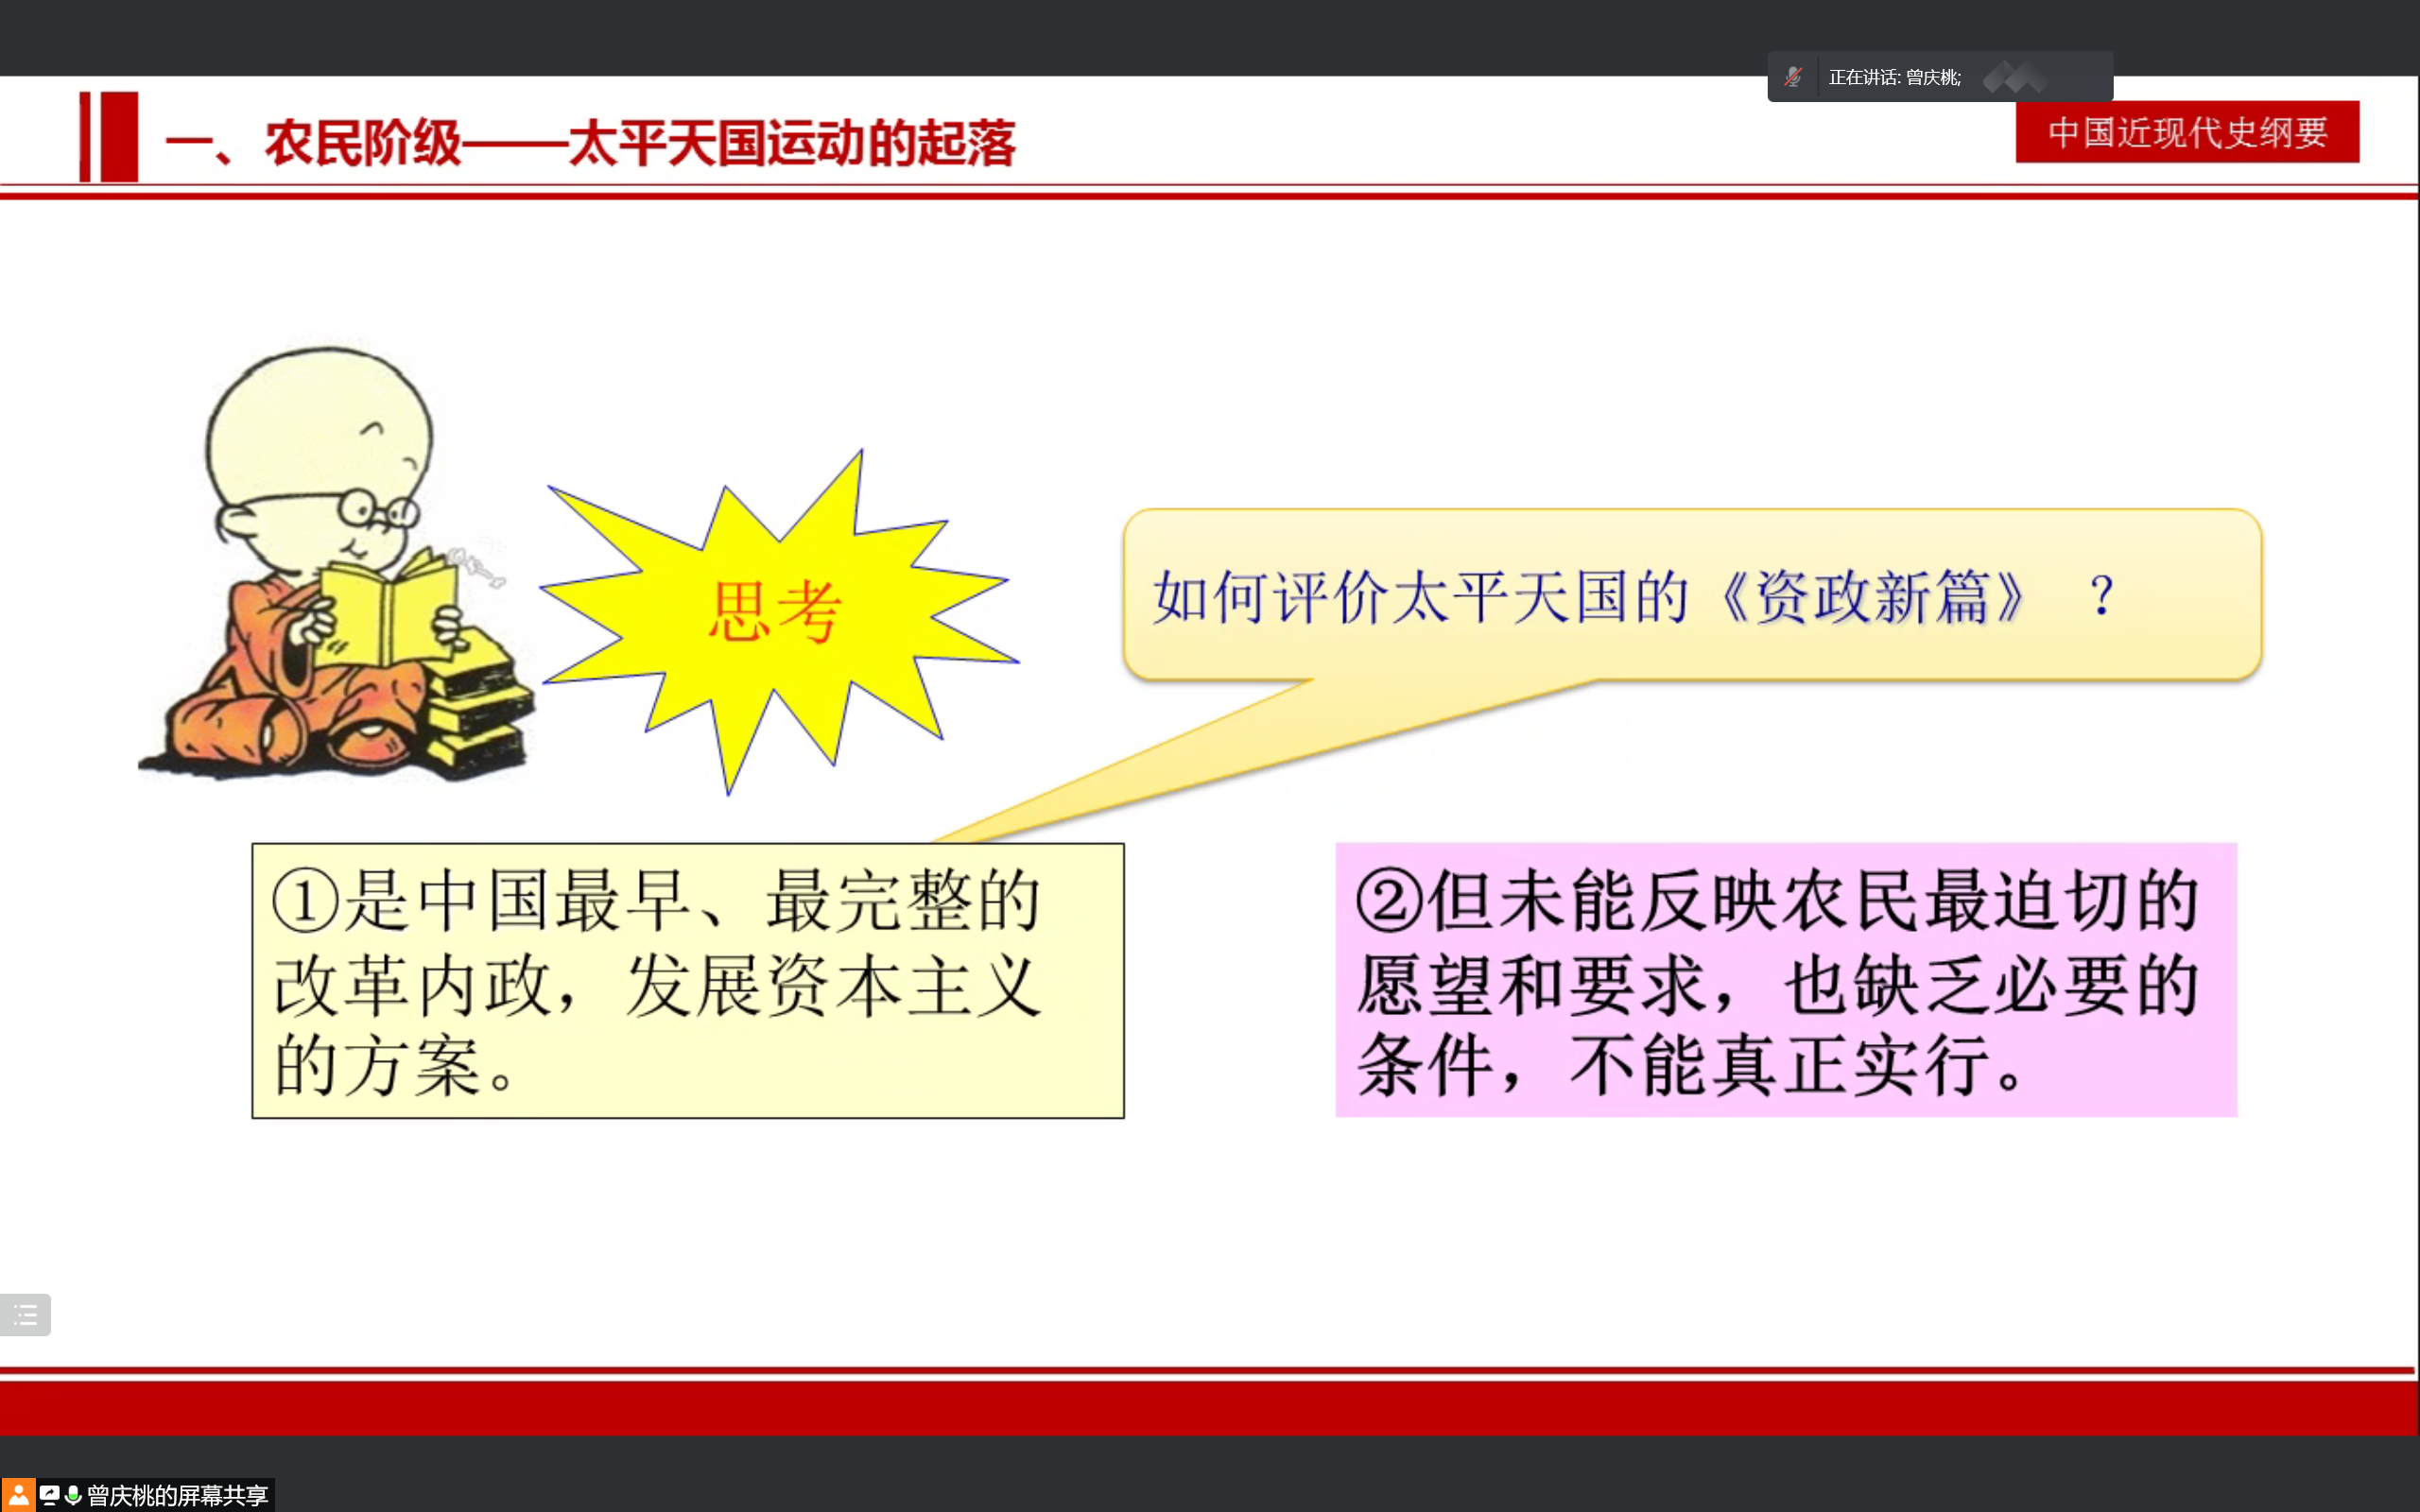 正在讲话: 曾庆桃;
一、农民阶级——太平天国运动的起落
中国近现代史纲要
思考
如何评价太平天国的《资政新篇》 ？
①是中国最早、最完整的
改革内政，发展资本主义
的方案。
②但未能反映农民最迫切的
愿望和要求，也缺乏必要的
条件，不能真正实行。
曾庆桃的屏幕共享